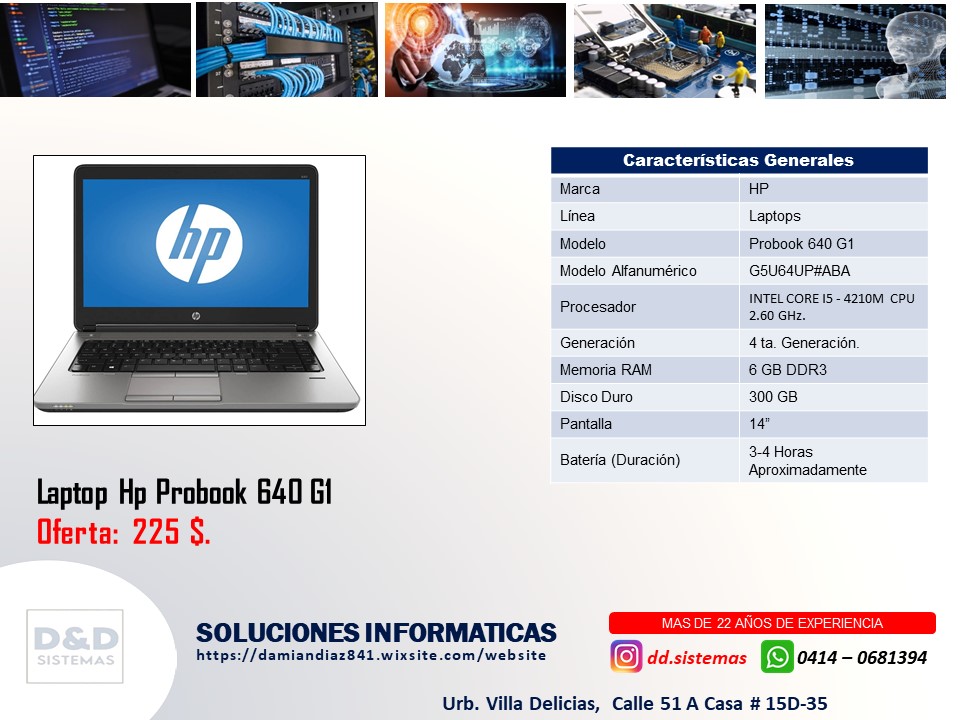 hp
hp
Características Generales
Marca HP
Línea Laptops
Modelo Probook 640 G1
Modelo Alfanumérico G5U64UP#ABA
Procesador INTEL CORE I5 - 4210M CPU
2.60 GHz.
Generación 4 ta. Generación.
Memoria RAM 6 GB DDR3
Disco Duro 300 GB
Pantalla 14”
Batería (Duración) 3-4 Horas
Aproximadamente
Laptop Hp Probook 640 G1
Oferta: 225 $.
D&D
SISTEMAS
SOLUCIONES INFORMATICAS
https://damiandiaz841.wixsite.com/website
MAS DE 22 AÑOS DE EXPERIENCIA
dd.sistemas 0414 – 0681394
Urb. Villa Delicias, Calle 51 A Casa # 15D-35